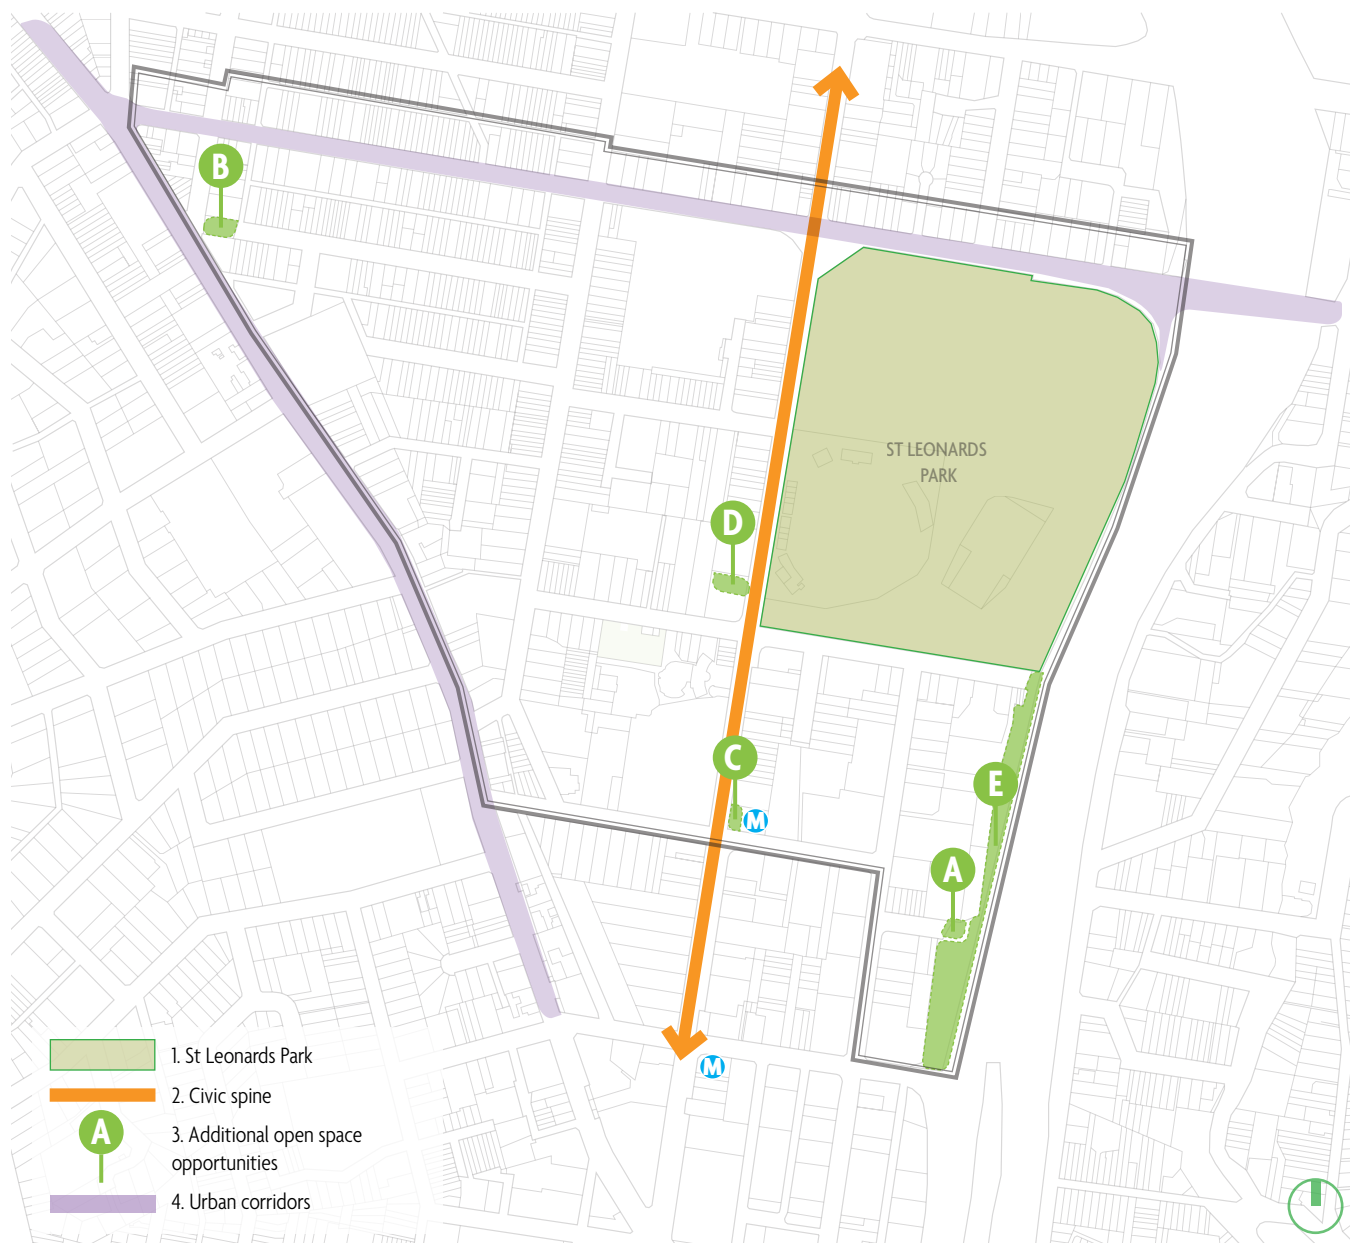 B
ST LEONARDS
PARK
D
C
M
E
A
M
1. St Leonards Park
2. Civic spine
A
3. Additional open space
opportunities
4. Urban corridors